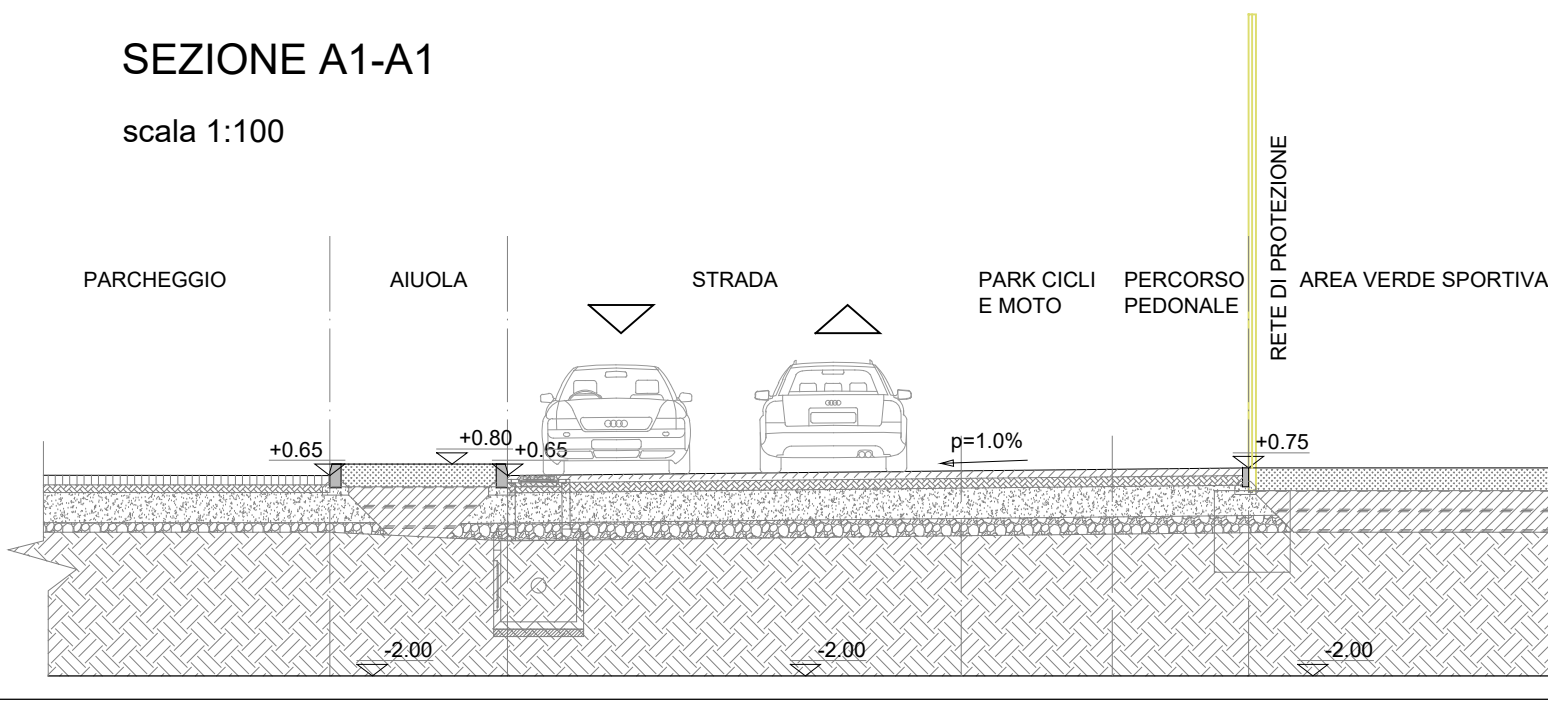 SEZIONE A1-A1
scala 1:100
PARCHEGGIO
AIUOLA
STRADA
PARK CICLI
E MOTO
PERCORSO
PEDONALE
RETE DI PROTEZIONE
AREA VERDE SPORTIVA
+0.65
+0.80
+0.65
p=1.0%
+0.75
-2.00
-2.00
-2.00